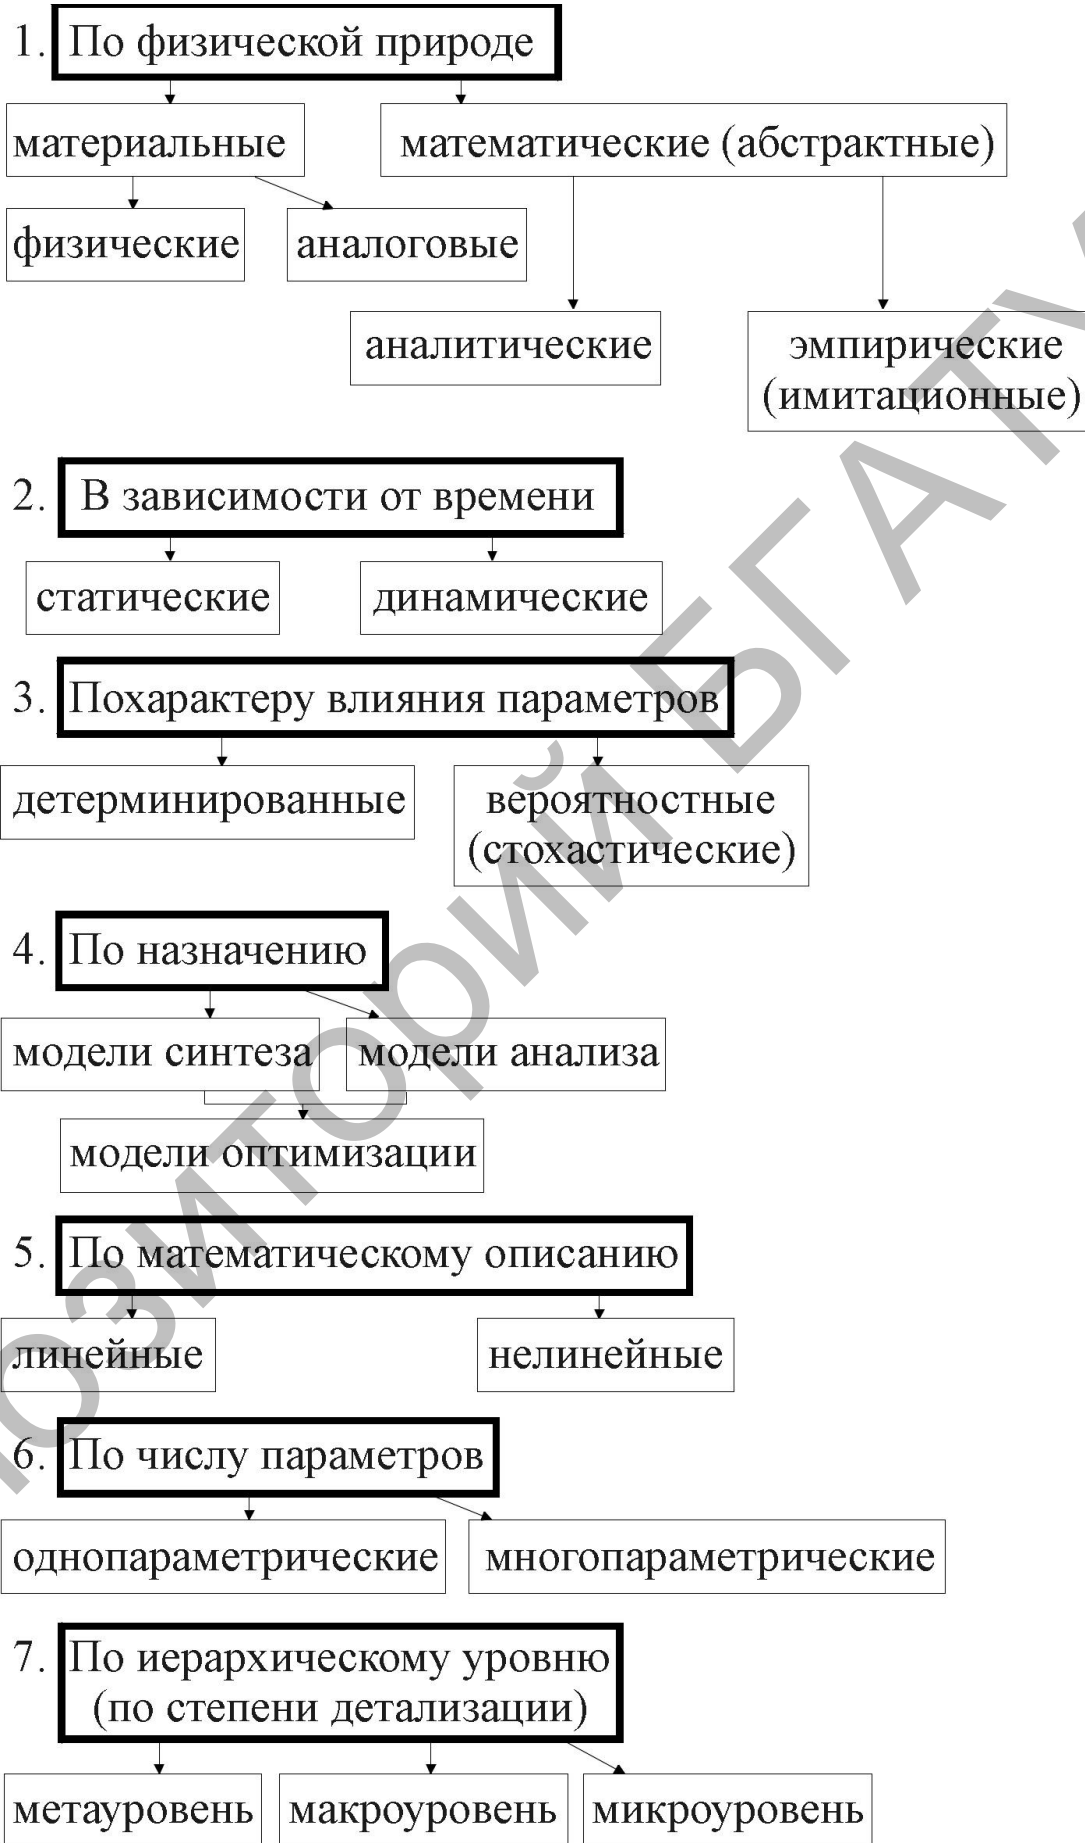 1. По физической природе
материальные математические (абстрактные)
физические аналоговые
аналитические эмпирические
(имитационные)
2. В зависимости от времени
статические динамические
3. Похарактеру влияния параметров
детерминированные вероятностные
(стохастические)
4. По назначению
модели синтеза модели анализа
модели оптимизации
5. По математическому описанию
линейные нелинейные
6. По числу параметров
однопараметрические многопараметрические
7. По иерархическому уровню
(по степени детализации)
метауровень макроуровень микроуровень
позиторий БГАТУ